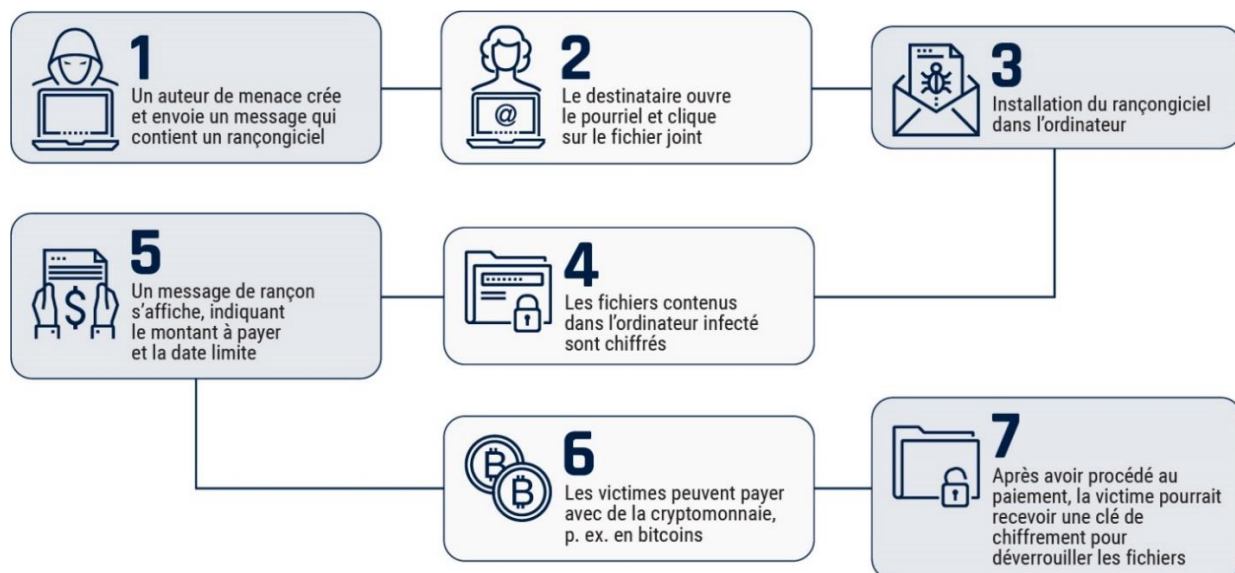 1
Un auteur de menace crée
et envoie un message qui
contient un rançongiciel
2
Le destinataire ouvre
le pourriel et clique
sur le fichier joint
@
3
Installation du rançongiciel
dans l’ordinateur
4
Les fichiers contenus
dans l’ordinateur infecté
sont chiffrés
5
Un message de rançon
s’affiche, indiquant
le montant à payer
et la date limite
$
6
Les victimes peuvent payer
avec de la cryptomonnaie,
p. ex. en bitcoins
7
Après avoir procédé au
paiement, la victime pourrait
recevoir une clé de
chiffrement pour
déverrouiller les fichiers